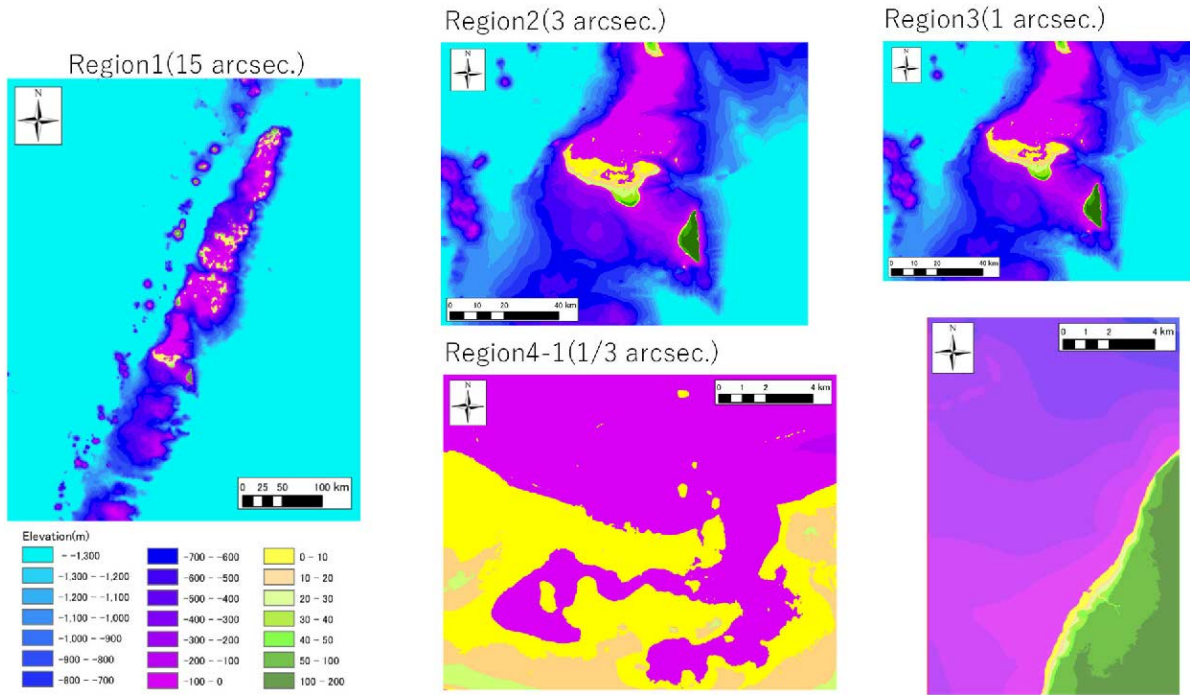 Region1(15 arcsec.)
N
0 25 50 100 km
Region2(3 arcsec.)
N
0 10 20 40 km
Region3(1 arcsec.)
N
0 10 20 40 km
Region4-1(1/3 arcsec.)
N
0 1 2 4 km
N
0 1 2 4 km
Elevation(m)
- -1,300
-1,300 - -1,200
-1,200 - -1,100
-1,100 - -1,000
-1,000 - -900
-900 - -800
-800 - -700
-700 - -600
-600 - -500
-500 - -400
-400 - -300
-300 - -200
-200 - -100
-100 - 0
0 - 10
10 - 20
20 - 30
30 - 40
40 - 50
50 - 100
100 - 200